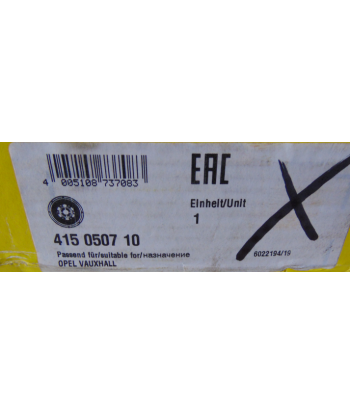 4 005108 737083
EAC
Einheit/Unit
1
415 0507 10
Passend für/suitable for/назначение
OPEL VAUXHALL
6022194/19